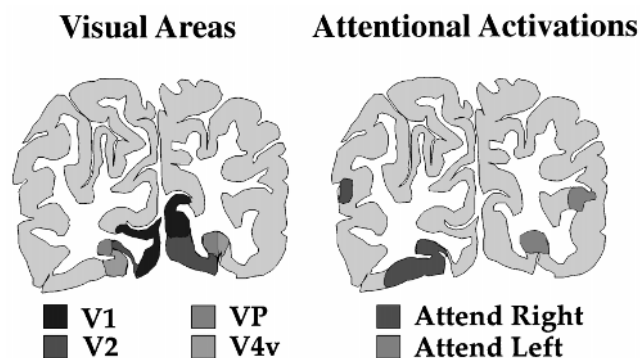 Visual Areas
Attentional Activations
V1
VP
V2
V4v
Attend Right
Attend Left